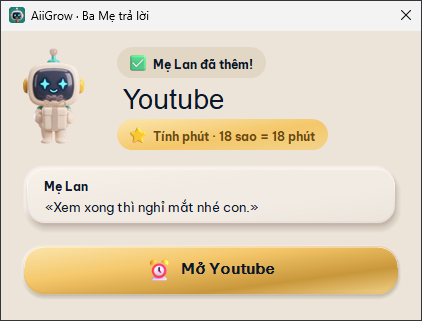 AiiGrow · Ba Mẹ trả lời
Mẹ Lan đã thêm!
Youtube
Tính phút · 18 sao = 18 phút
Mẹ Lan
«Xem xong thì nghỉ mắt nhé con.»
Mở Youtube